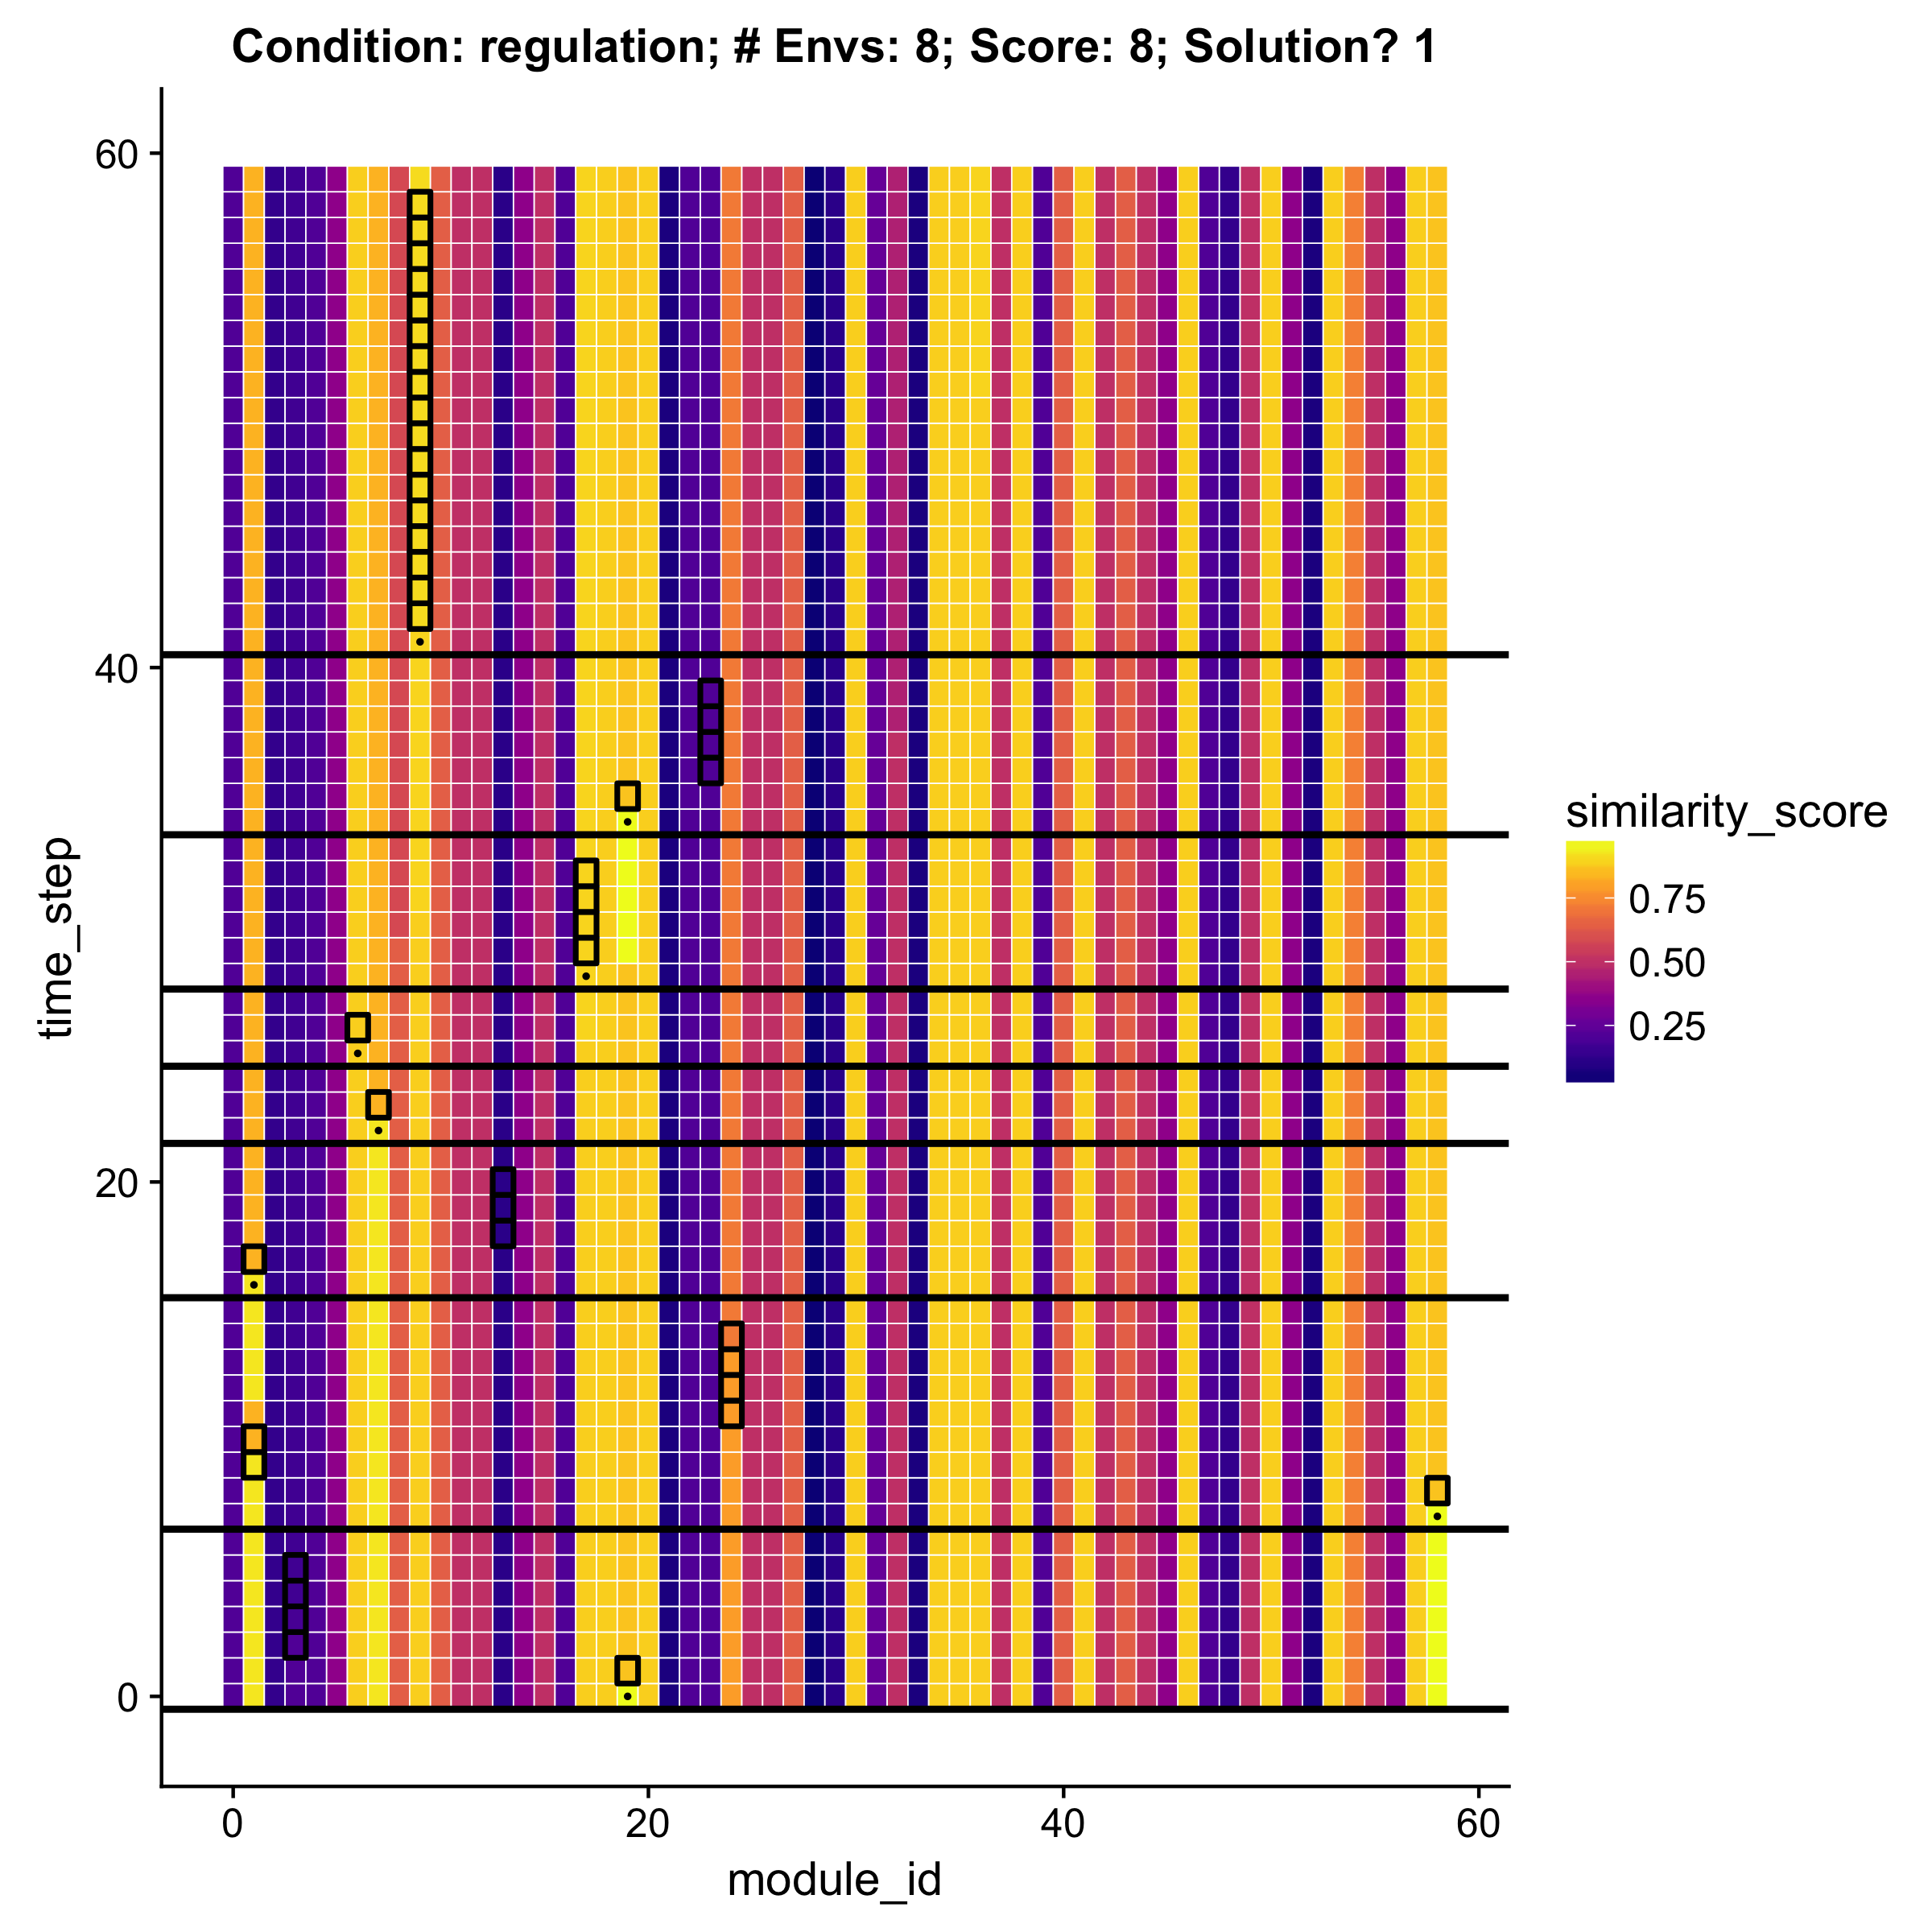 Condition: regulation; # Envs: 8; Score: 8; Solution? 1
60
40
20
0
time_step
0
20
40
60
module_id
similarity_score
0.75
0.50
0.25